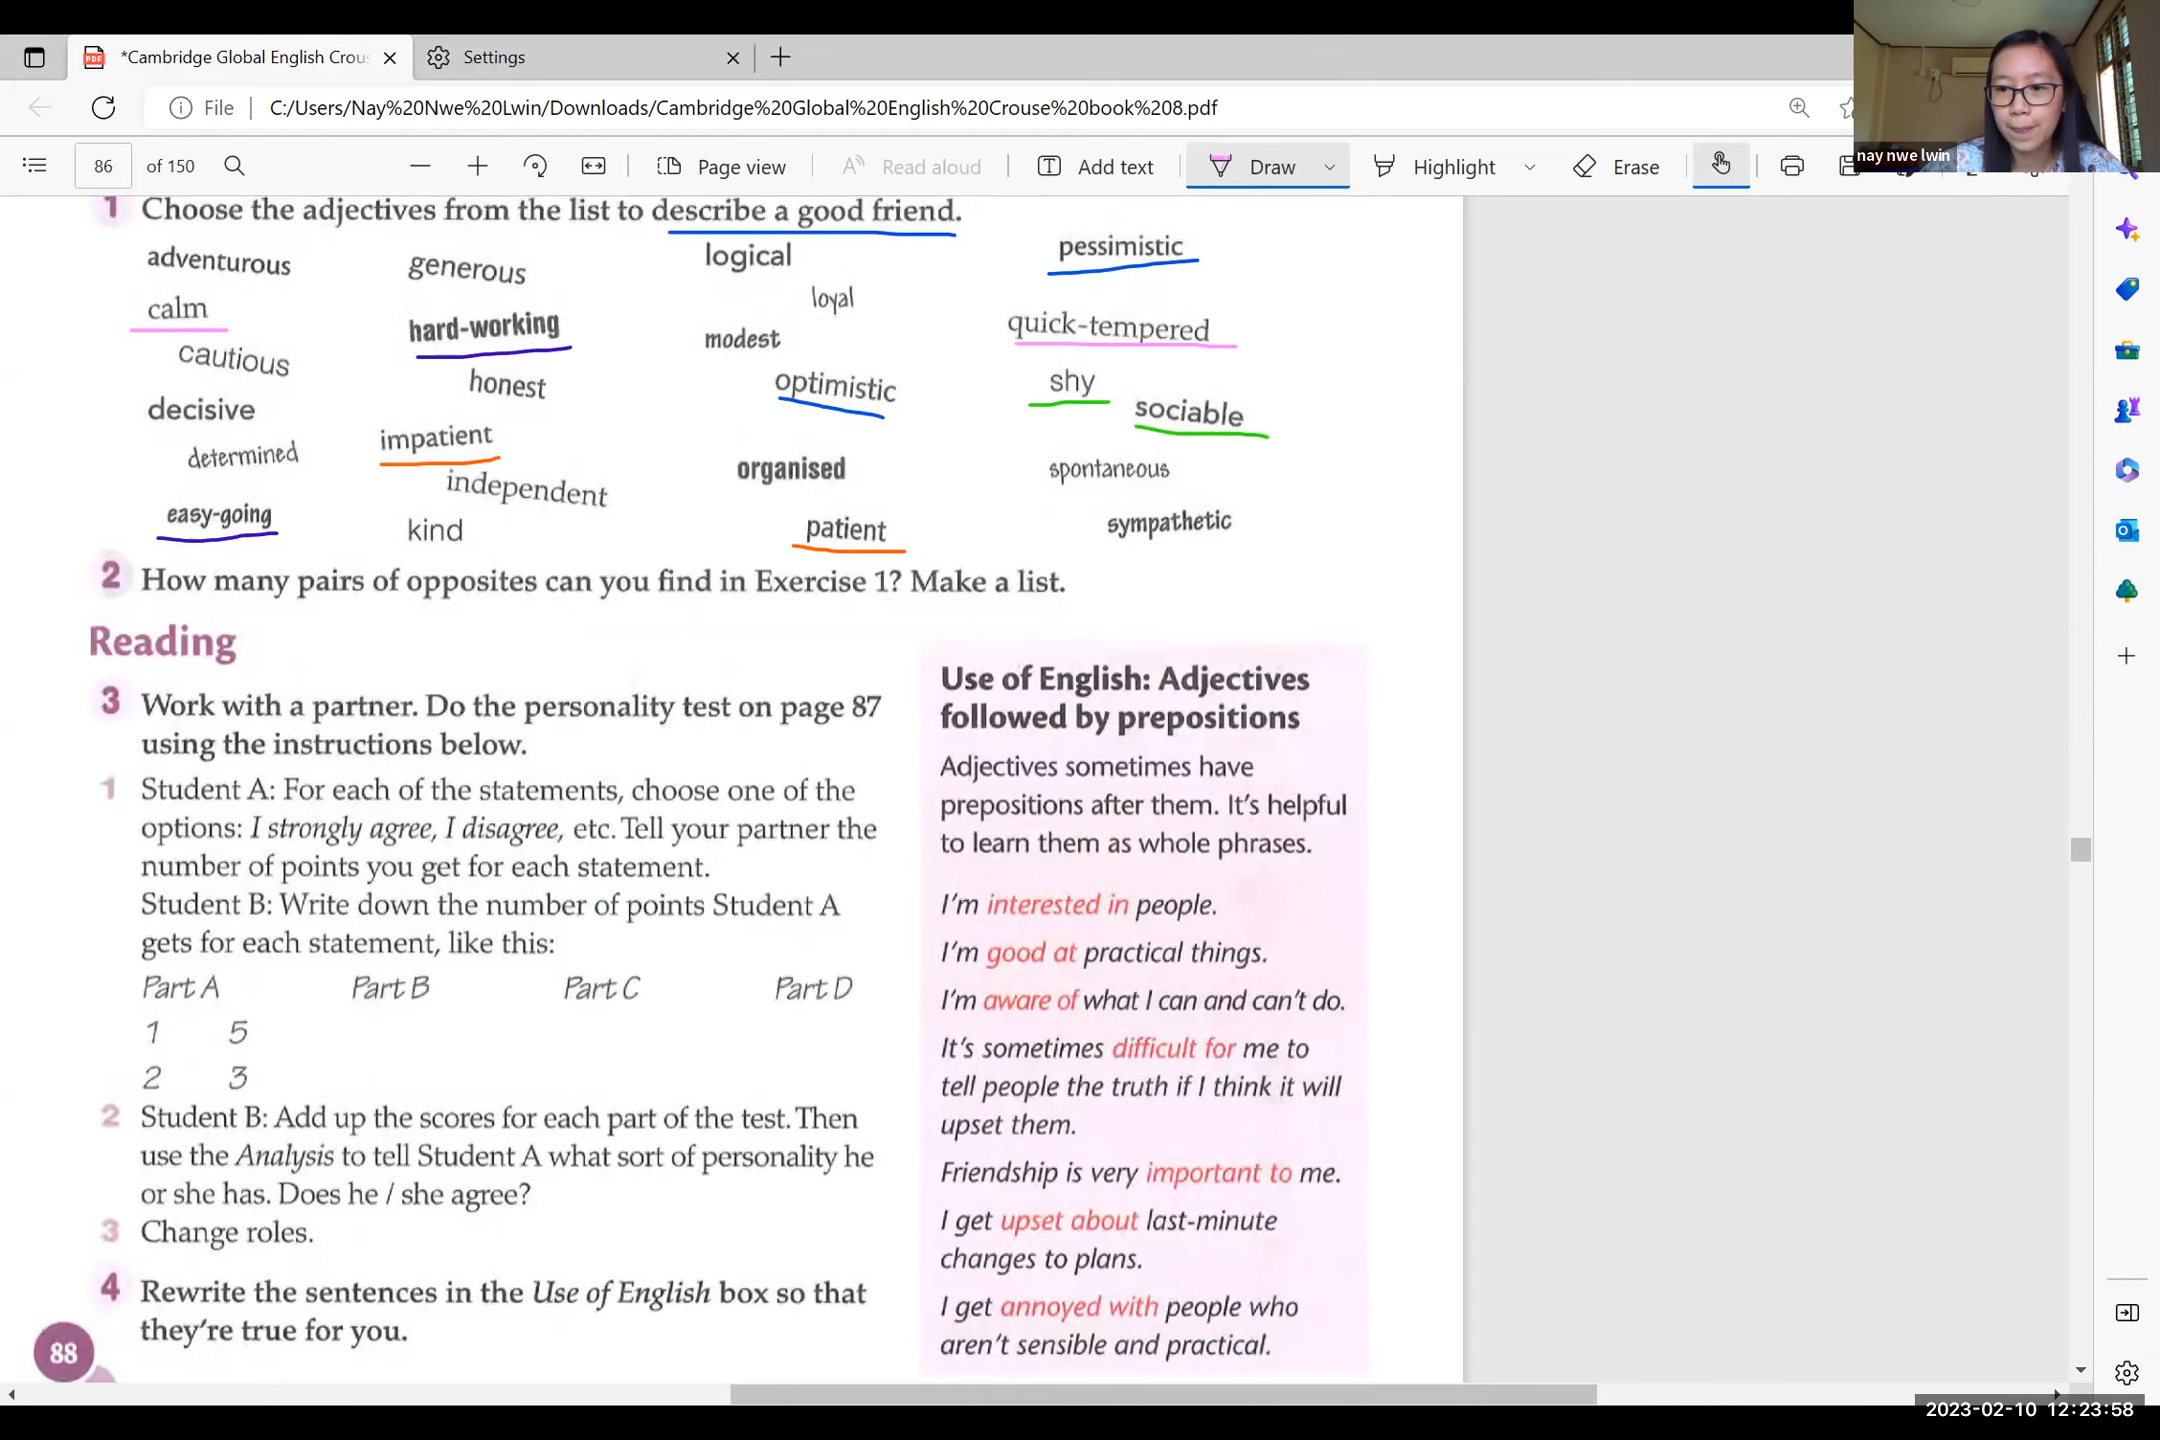 *Cambridge Global English Crou
Settings
File
C:/Users/Nay%20Nwe%20Lwin/Downloads/Cambridge%20Global%20English%20Crouse%20book%208.pdf
86 of 150
Page view
Read aloud
Add text
Draw
Highlight
Erase
nay nwe lwin
1 Choose the adjectives from the list to describe a good friend.
adventurous generous logical pessimistic
calm loyal
hard-working modest quick-tempered
cautious honest optimistic shy
decisive sociable
determined impatient organised spontaneous
independent
easy-going kind patient sympathetic
2 How many pairs of opposites can you find in Exercise 1? Make a list.
Reading
3 Work with a partner. Do the personality test on page 87
using the instructions below.
1 Student A: For each of the statements, choose one of the
options: I strongly agree, I disagree, etc. Tell your partner the
number of points you get for each statement.
Student B: Write down the number of points Student A
gets for each statement, like this:
Part A Part B Part C Part D
1 5
2 3
2 Student B: Add up the scores for each part of the test. Then
use the Analysis to tell Student A what sort of personality he
or she has. Does he / she agree?
3 Change roles.
4 Rewrite the sentences in the Use of English box so that
they're true for you.
88
Use of English: Adjectives
followed by prepositions
Adjectives sometimes have
prepositions after them. It's helpful
to learn them as whole phrases.
I'm interested in people.
I'm good at practical things.
I'm aware of what I can and can't do.
It's sometimes difficult for me to
tell people the truth if I think it will
upset them.
Friendship is very important to me.
I get upset about last-minute
changes to plans.
I get annoyed with people who
aren't sensible and practical.
2023-02-10 12:23:58